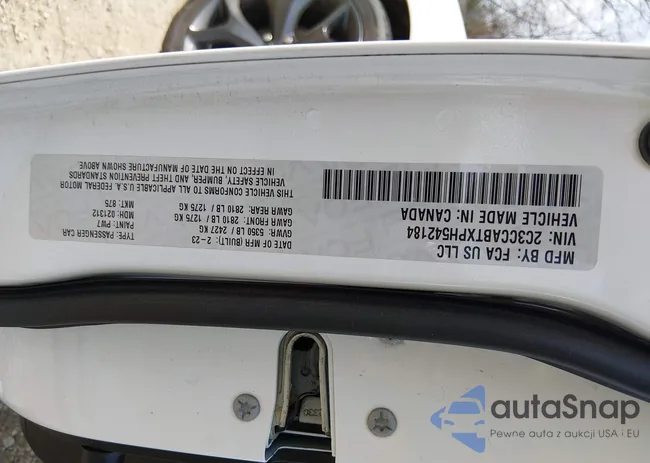 MFD BY: FCA US LLC
VIN: 2C3CCABTXPH542184
VEHICLE MADE IN: CANADA
DATE OF MFR (BUILT): 2-23
GVWR: 5350 LB / 2427 KG
GAWR FRONT: 2810 LB / 1275 KG
GAWR REAR: 2810 LB / 1275 KG
TYPE: PASSENGER CAR
PAINT: PW7
MDH: 021312
MKT: 975
THIS VEHICLE CONFORMS TO ALL APPLICABLE U.S.A. FEDERAL MOTOR
VEHICLE SAFETY, BUMPER, AND THEFT PREVENTION STANDARDS
IN EFFECT ON THE DATE OF MANUFACTURE SHOWN ABOVE.
autaSnap
Pewne auta z aukcji USA i EU